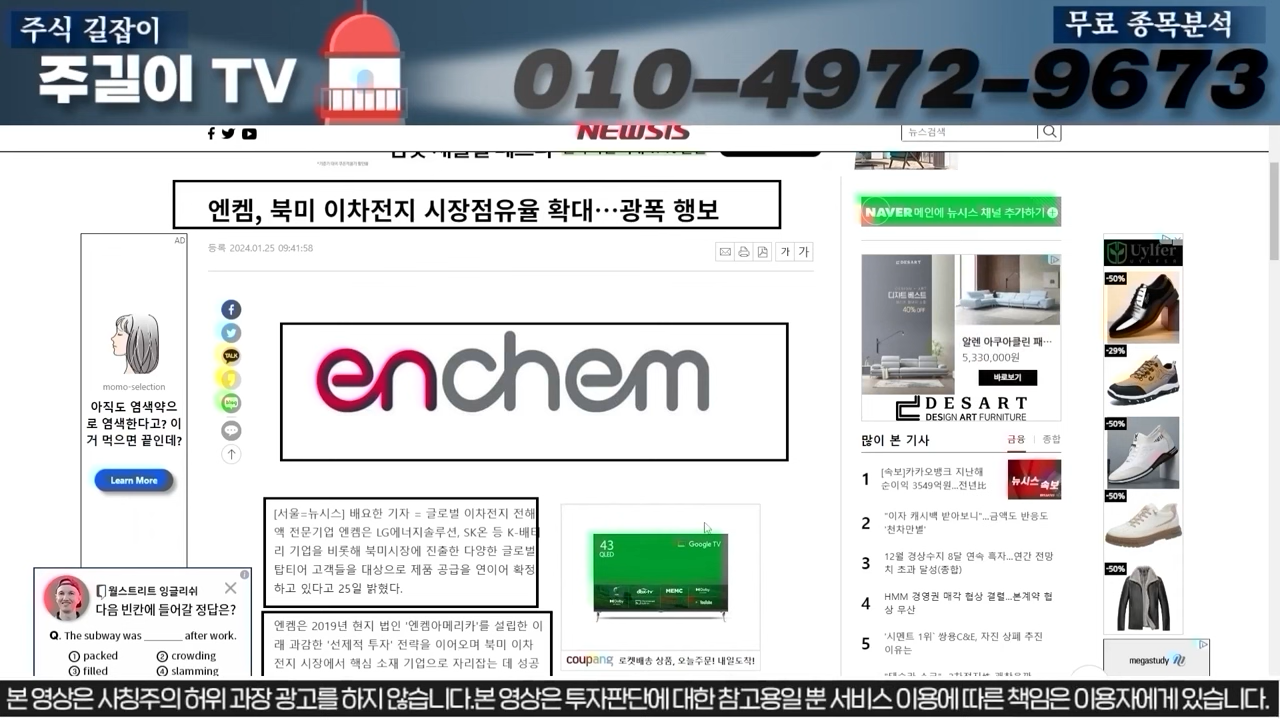 주식 길잡이
주길이 TV
무료 종목분석
010-4972-9673
NEWSIS
뉴스검색
엔켐, 북미 이차전지 시장점유율 확대…광폭 행보
등록 2024.01.25 09:41:58
가 가
AD
momo-selection
아직도 염색약으
로 염색한다고? 이
거 먹으면 끝인데?
Learn More
TALK
blog
enchem
[서울=뉴시스] 배요한 기자 = 글로벌 이차전지 전해
액 전문기업 엔켐은 LG에너지솔루션, SK온 등 K-배터
리 기업을 비롯해 북미시장에 진출한 다양한 글로벌
탑티어 고객들을 대상으로 제품 공급을 연이어 확정
하고 있다고 25일 밝혔다.
엔켐은 2019년 현지 법인 '엔켐아메리카'를 설립한 이
래 과감한 '선제적 투자' 전략을 이어오며 북미 이차
전지 시장에서 핵심 소재 기업으로 자리잡는 데 성공
43
QLED
Google TV
MEMC
coupang 로켓배송 상품, 오늘주문! 내일도착!
월스트리트 잉글리쉬
다음 빈칸에 들어갈 정답은?
Q. The subway was ______ after work.
① packed ② crowding
③ filled ④ slamming
NAVER 메인에 뉴시스 채널 추가하기
DESART
디자트 베스트
40% OFF
알렌 아쿠아클린 패…
5,330,000원
바로보기
DESART
DESIGN ART FURNITURE
많이 본 기사
금융 종합
1 [속보]카카오뱅크 지난해
순이익 3549억원…전년比
뉴시스 속보
2 "이자 캐시백 받아보니"…금액도 반응도
'천차만별'
3 12월 경상수지 8달 연속 흑자…연간 전망
치 초과 달성(종합)
4 HMM 경영권 매각 협상 결렬…본계약 협
상 무산
5 '시멘트 1위' 쌍용C&E, 자진 상폐 추진
이유는
Uylfer
-50%
-29%
-50%
-50%
-50%
megastudy
본 영상은 사칭주의 허위 과장 광고를 하지 않습니다.본 영상은 투자판단에 대한 참고용일 뿐 서비스 이용에 따른 책임은 이용자에게 있습니다.